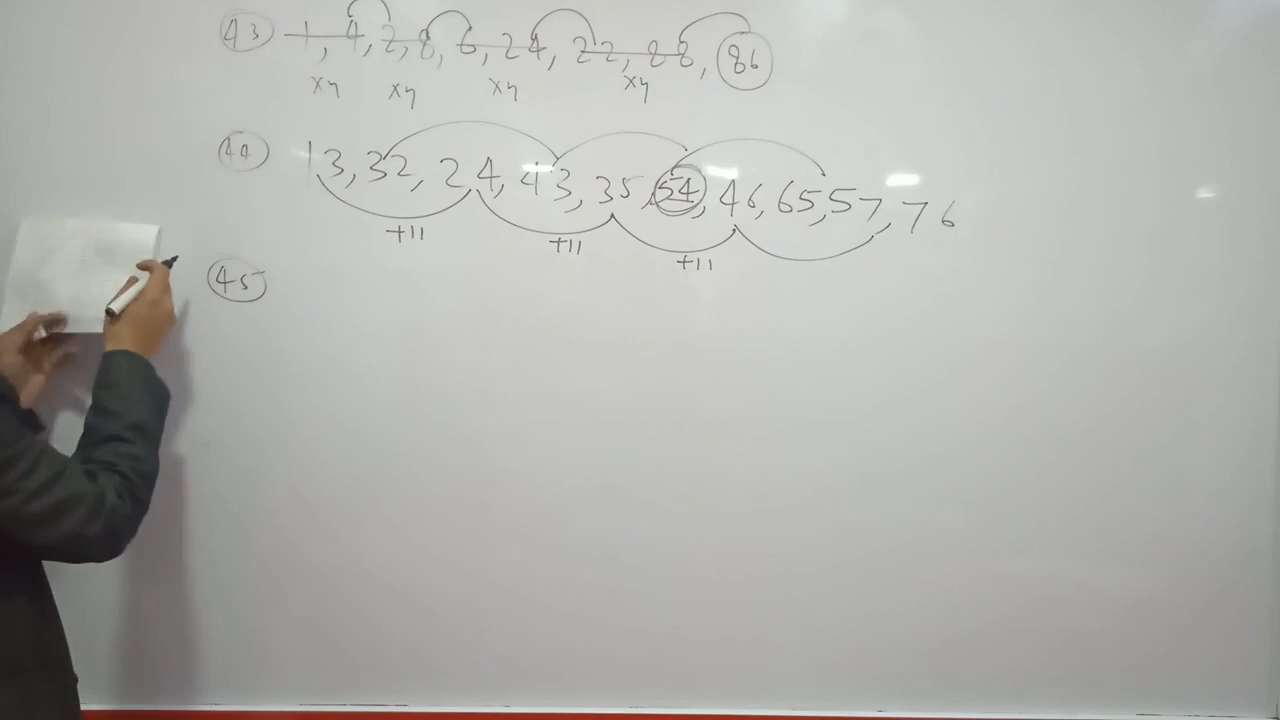 43 1, 4, 2, 8, 6, 24, 22, 88, 86
x4 x4 x4 x4
44 13, 32, 24, 43, 35, 54, 46, 65, 57, 76
+11 +11 +11
45